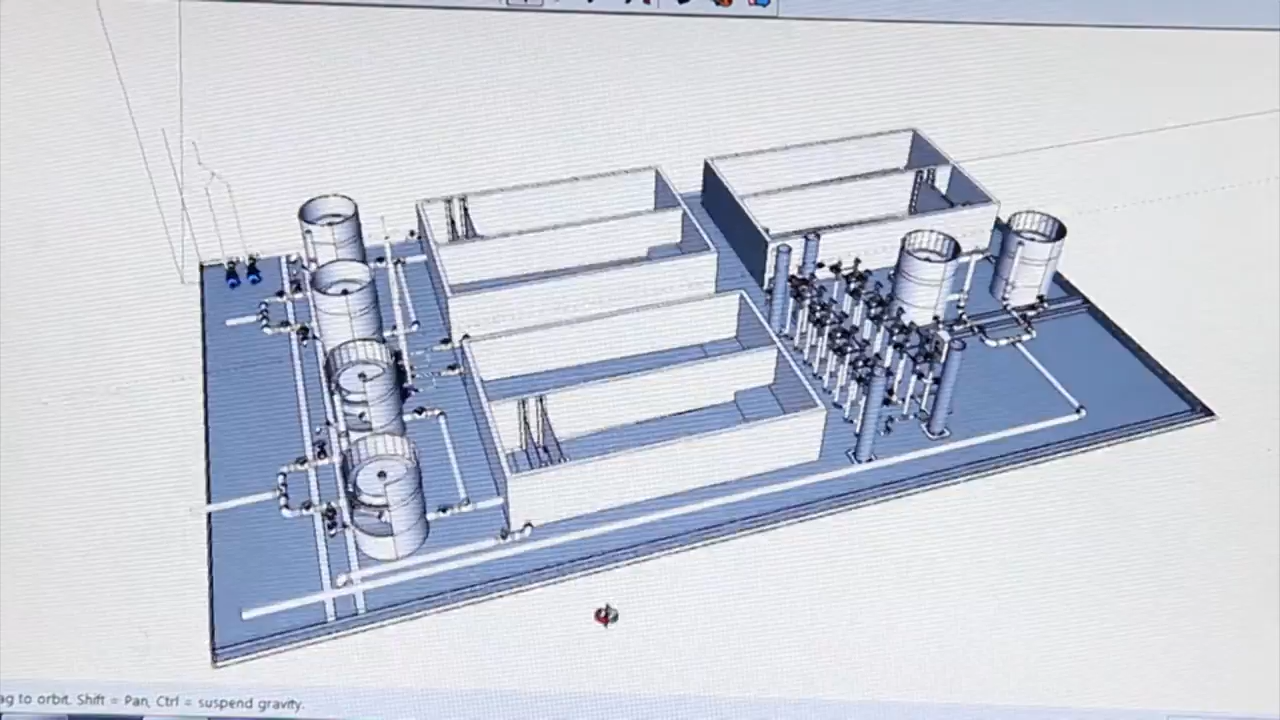 ag to orbit. Shift = Pan, Ctrl = suspend gravity.